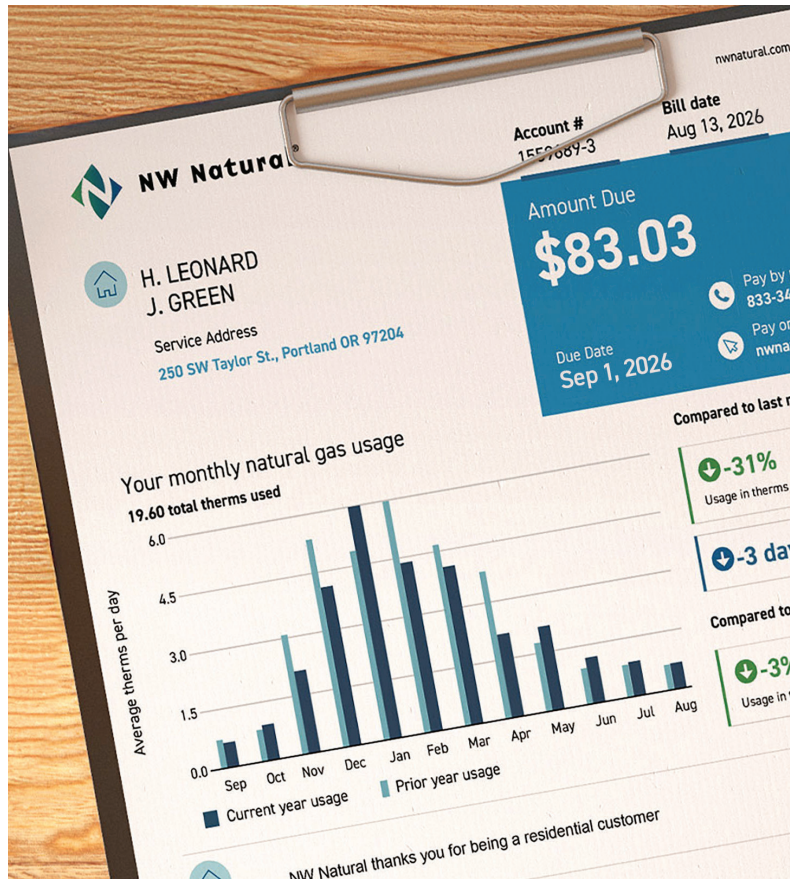 nwnatural.com
NW Natural®
Account #
Bill date
Aug 13, 2026
Amount Due
$83.03
Pay by
833-34
Pay
nwna
Due Date
Sep 1, 2026
H. LEONARD
J. GREEN
Service Address
250 SW Taylor St., Portland OR 97204
Your monthly natural gas usage
19.60 total therms used
Average therms per day
6.0
4.5
3.0
1.5
0.0
Sep Oct Nov Dec Jan Feb Mar Apr May Jun Jul Aug
Current year usage
Prior year usage
Compared to last
-31%
Usage in therms
-3
Compared to
-3%
Usage in
NW Natural thanks you for being a residential customer